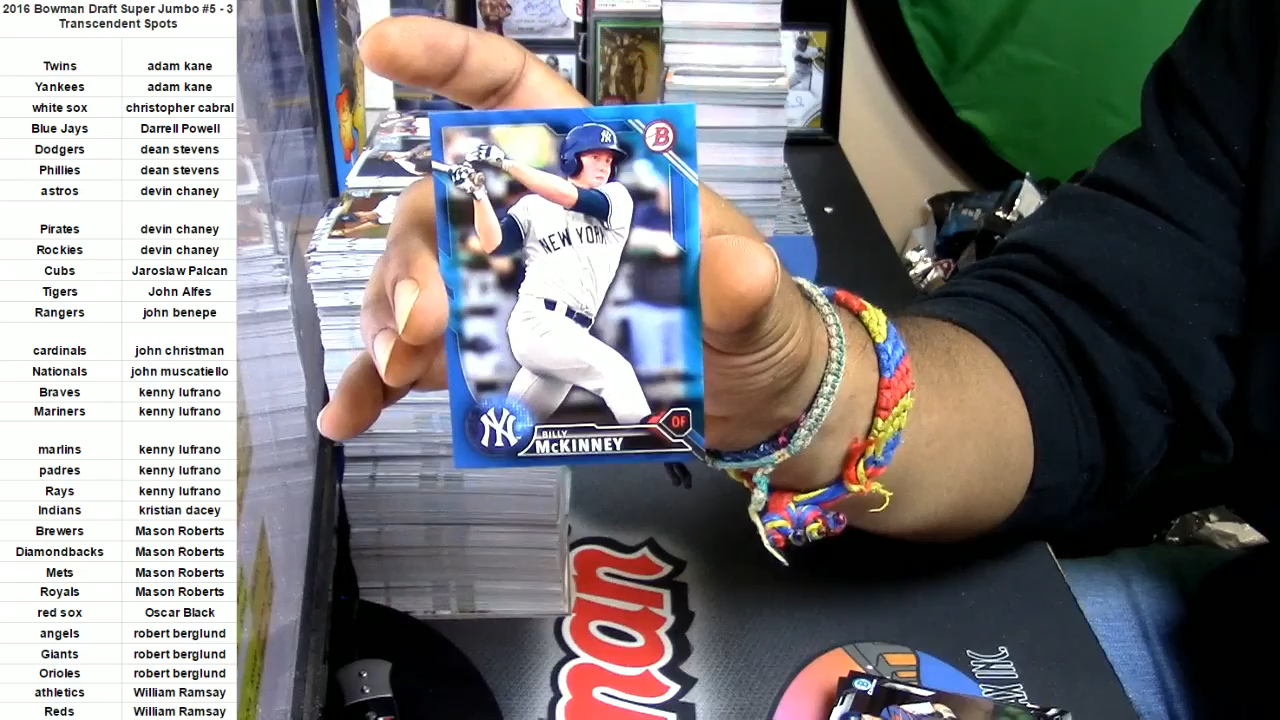 2016 Bowman Draft Super Jumbo #5 - 3
Transcendent Spots
Twins adam kane
Yankees adam kane
white sox christopher cabral
Blue Jays Darrell Powell
Dodgers dean stevens
Phillies dean stevens
astros devin chaney
Pirates devin chaney
Rockies devin chaney
Cubs Jaroslaw Palcan
Tigers John Alfes
Rangers john benepe
cardinals john christman
Nationals john muscatiello
Braves kenny lufrano
Mariners kenny lufrano
marlins kenny lufrano
padres kenny lufrano
Rays kenny lufrano
Indians kristian dacey
Brewers Mason Roberts
Diamondbacks Mason Roberts
Mets Mason Roberts
Royals Mason Roberts
red sox Oscar Black
angels robert berglund
Giants robert berglund
Orioles robert berglund
athletics William Ramsay
Reds William Ramsay
B
NY
NEW YORK
NY
BILLY
McKINNEY
OF
INC